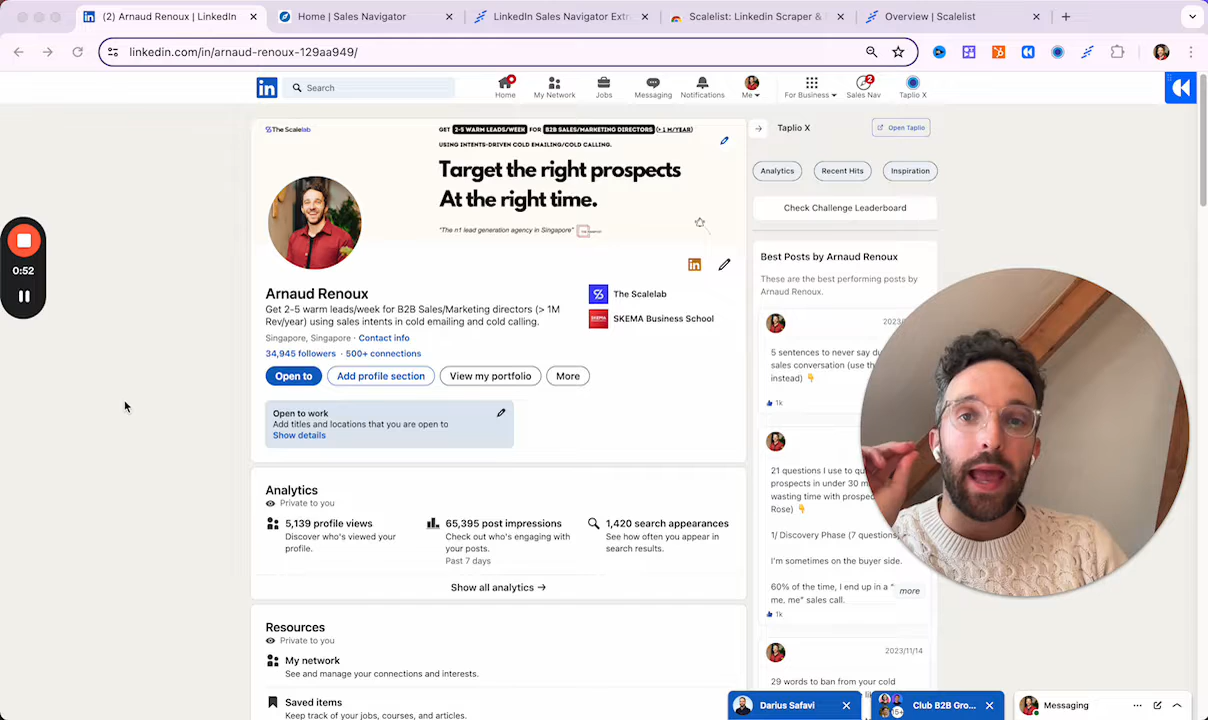 (2) Arnaud Renoux | LinkedIn
Home | Sales Navigator
LinkedIn Sales Navigator Extr
Scalelist: Linkedin Scraper &
Overview | Scalelist
linkedin.com/in/arnaud-renoux-129aa949/
Search
Home
My Network
Jobs
Messaging
Notifications
Me
For Business
2
Sales Nav
Taplio X
0:52
The Scalelab
GET 2-5 WARM LEADS/WEEK FOR B2B SALES/MARKETING DIRECTORS (> 1 M/YEAR)
USING INTENTS-DRIVEN COLD EMAILING/COLD CALLING.
Target the right prospects
At the right time.
"The n1 lead generation agency in Singapore"
Arnaud Renoux
Get 2-5 warm leads/week for B2B Sales/Marketing directors (> 1M
Rev/year) using sales intents in cold emailing and cold calling.
Singapore, Singapore · Contact info
34,945 followers · 500+ connections
The Scalelab
SKEMA Business School
Open to
Add profile section
View my portfolio
More
Open to work
Add titles and locations that you are open to
Show details
Analytics
Private to you
5,139 profile views
Discover who's viewed your
profile.
65,395 post impressions
Check out who's engaging with
your posts.
Past 7 days
1,420 search appearances
See how often you appear in
search results.
Show all analytics →
Resources
Private to you
My network
See and manage your connections and interests.
Saved items
Keep track of your jobs, courses, and articles.
Taplio X
Open Taplio
Analytics
Recent Hits
Inspiration
Check Challenge Leaderboard
Best Posts by Arnaud Renoux
These are the best performing posts by
Arnaud Renoux.
5 sentences to never say
sales conversation (use
instead) 👇
1k
21 questions I use to
prospects in under 30
wasting time with
Rose) 👇
1/ Discovery Phase (7 questions
I'm sometimes on the buyer side.
60% of the time, I end up in a "
me, me" sales call.
more
1k
2023/11/14
29 words to ban from your cold
Darius Safavi
15+
Club B2B Gro...
Messaging